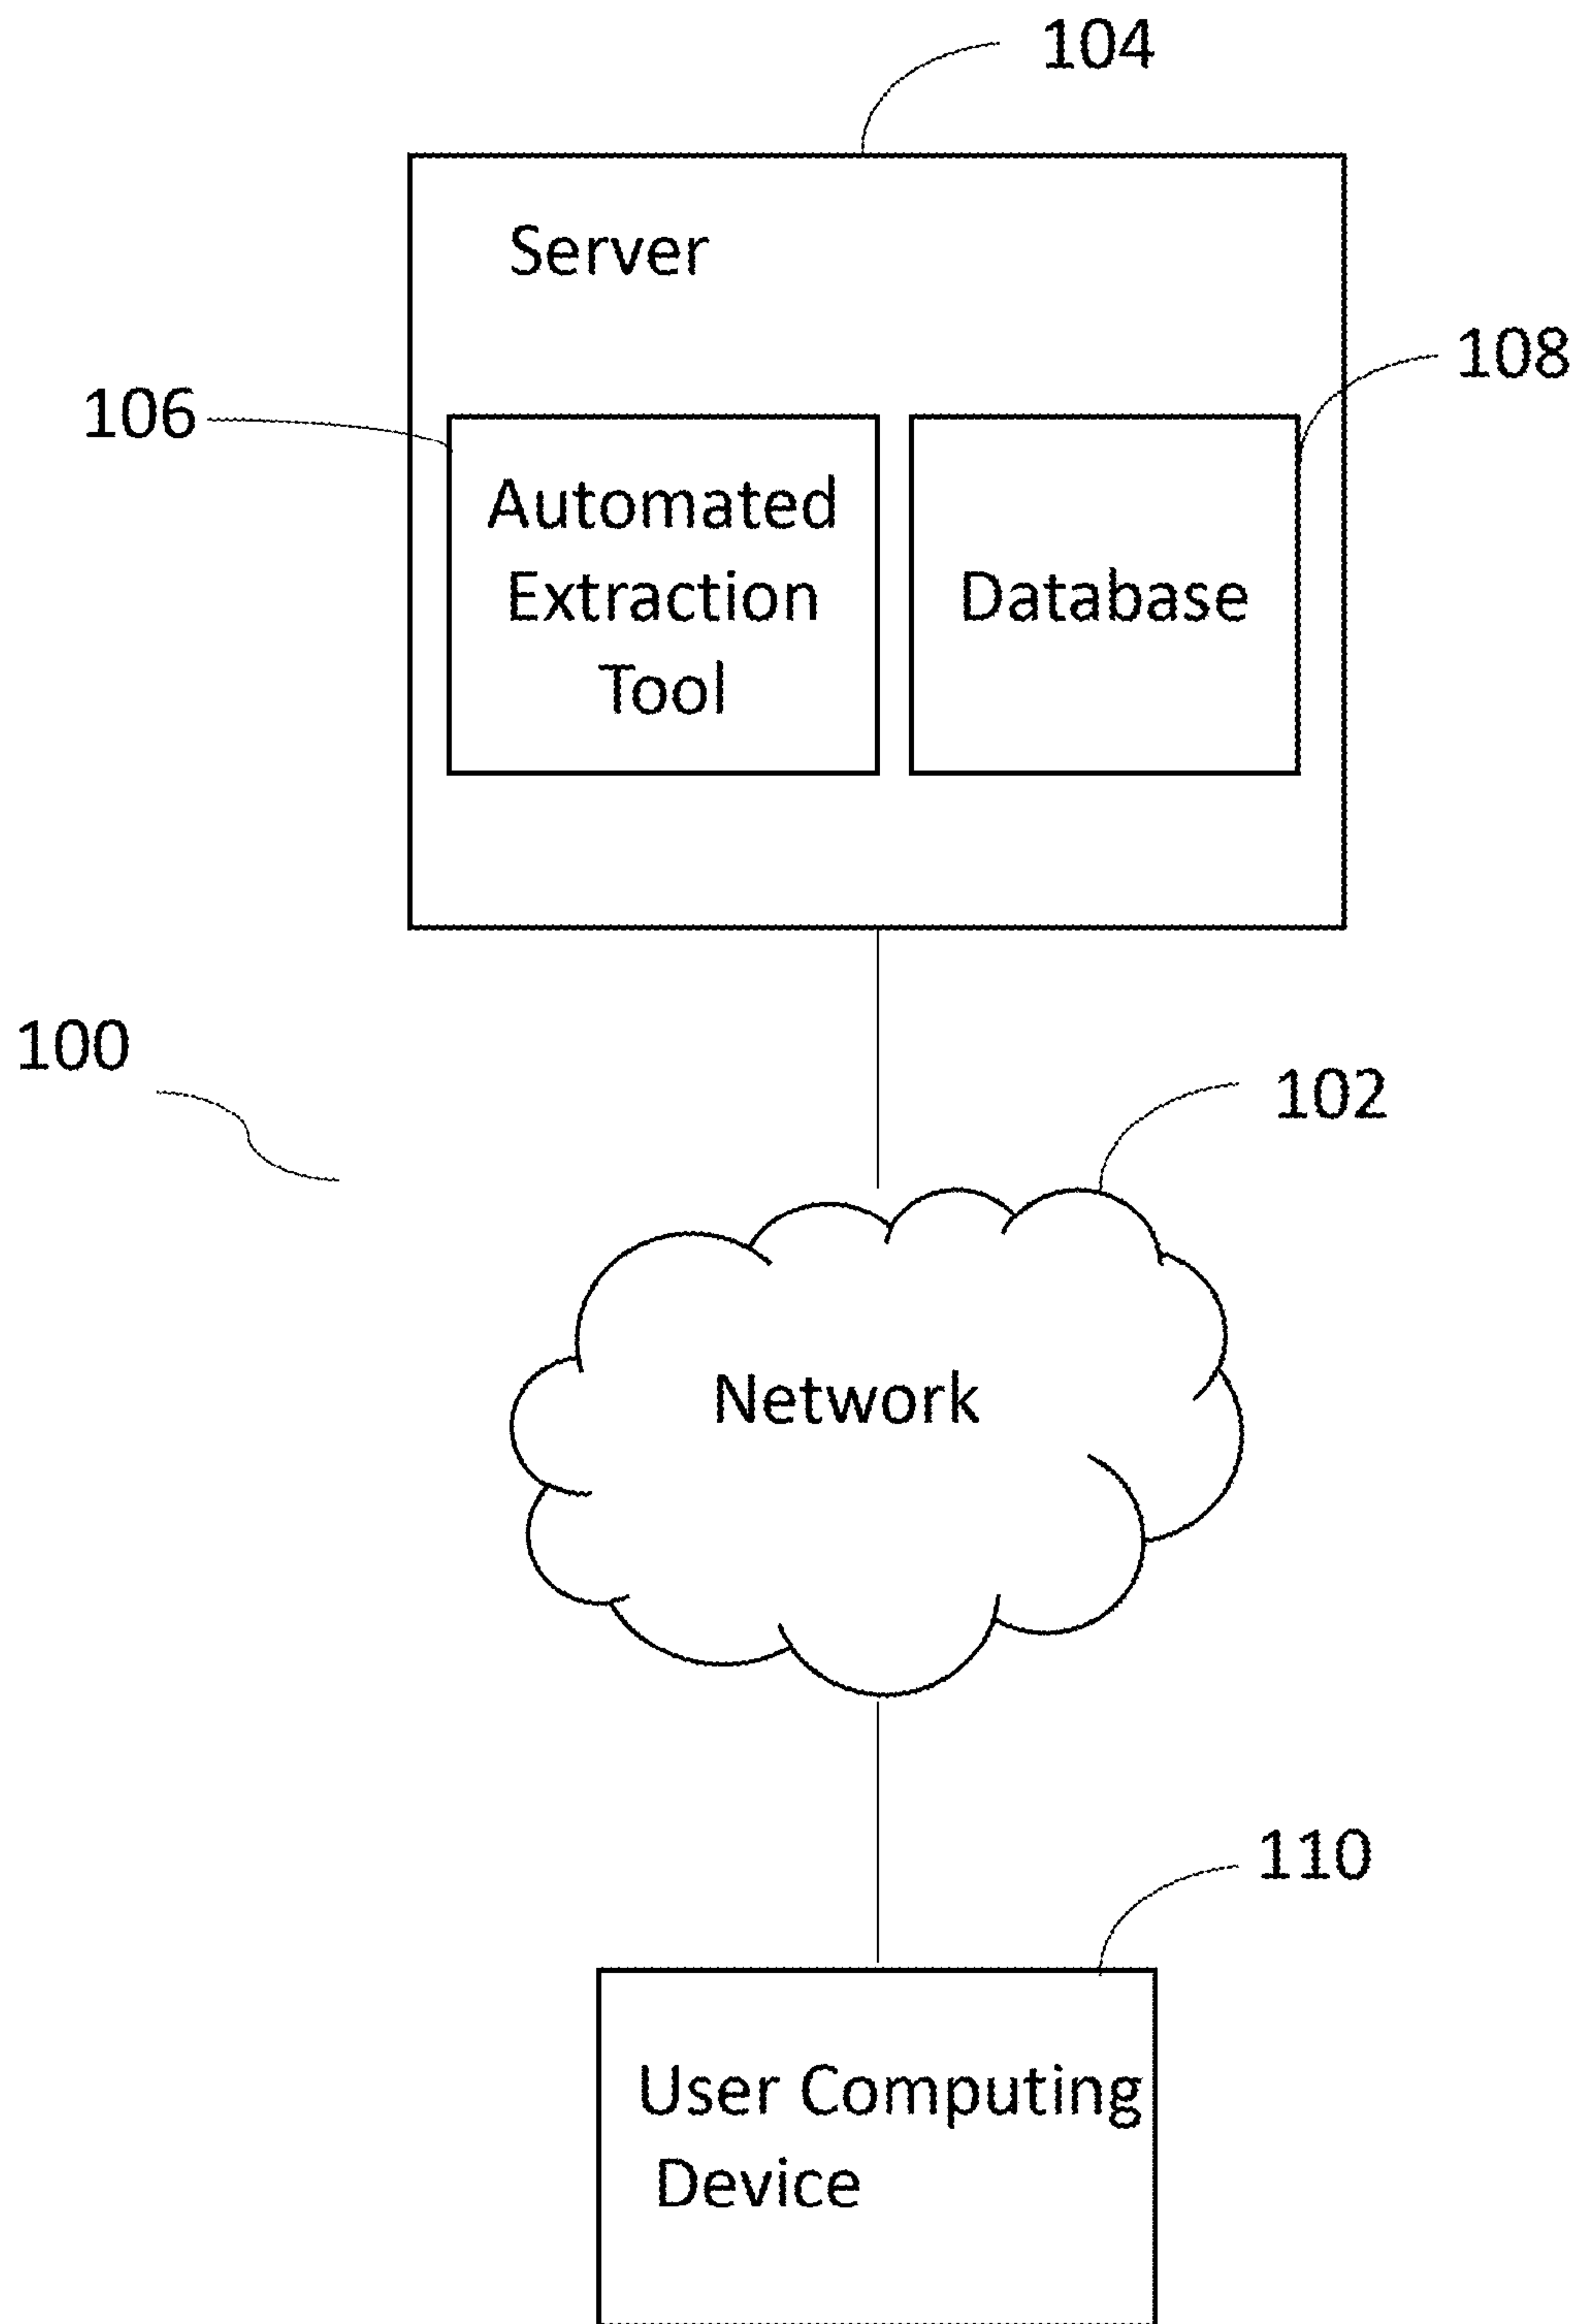 104
Server
108
106
Automated
Extraction
Tool
Database
100
102
Network
110
User Computing
Device